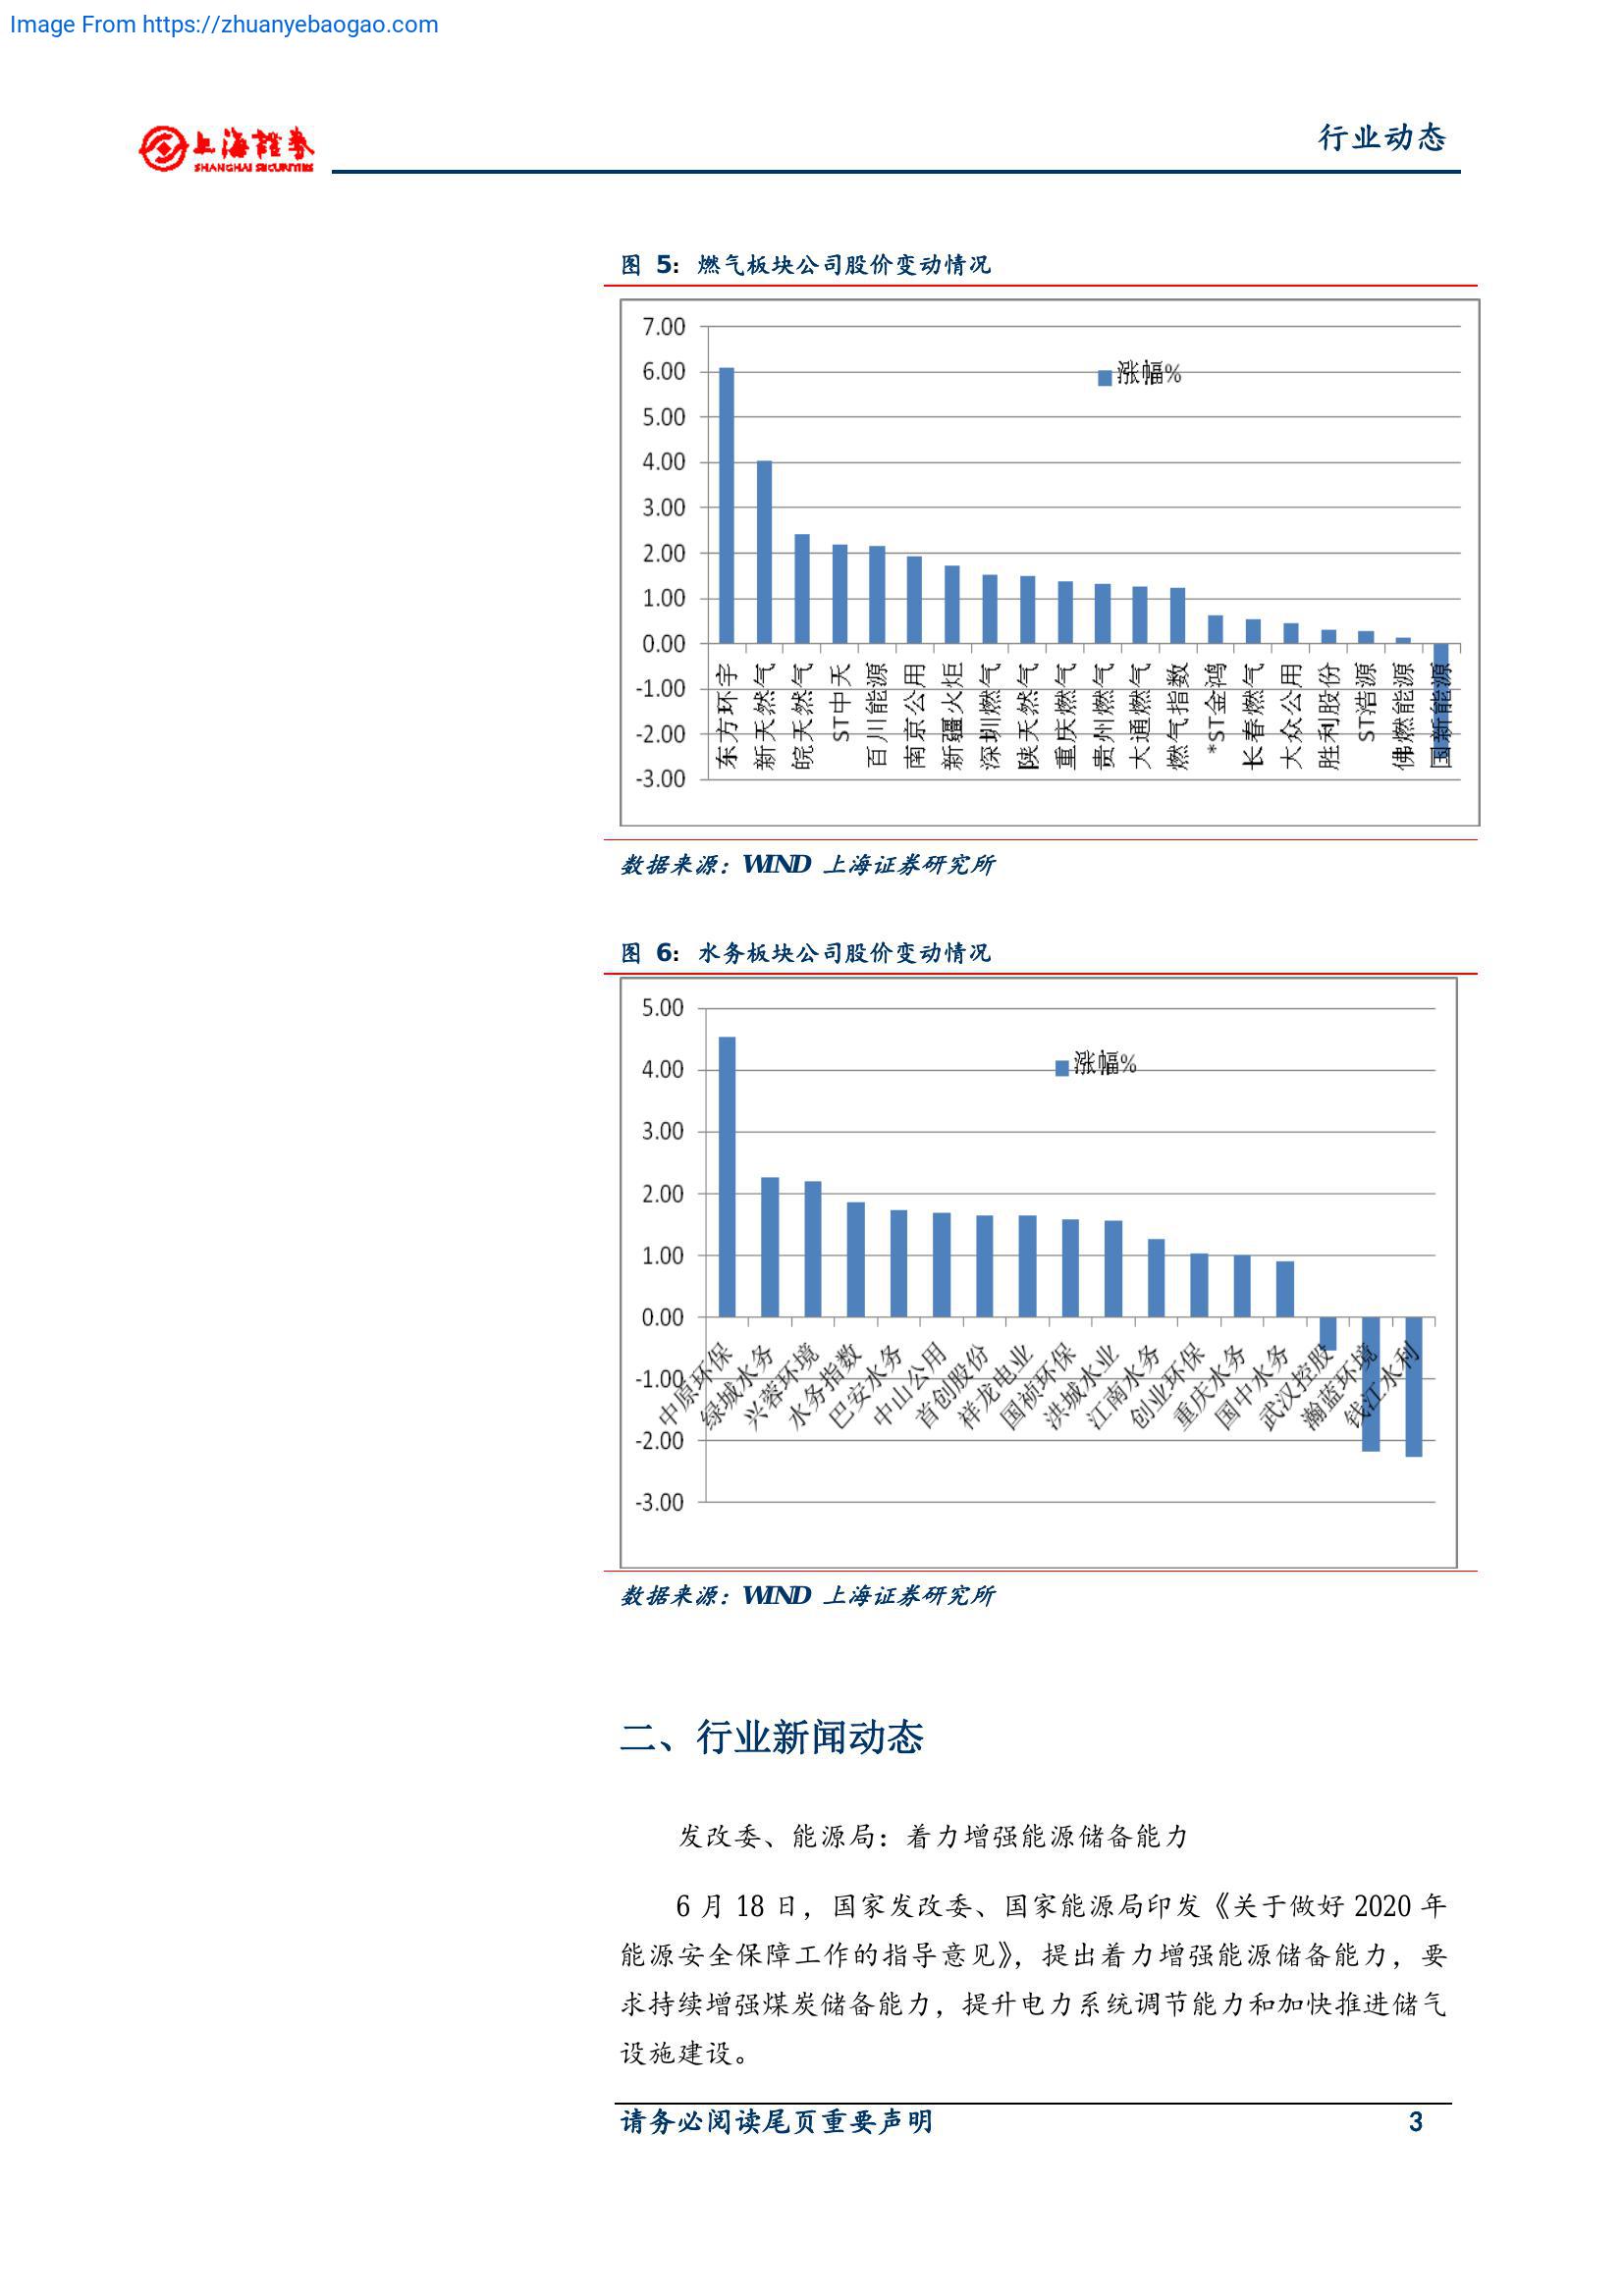 Image From https://zhuanyebaogao.com
上海證券
SHANGHAI SECURITIES
行业动态
图 5: 燃气板块公司股价变动情况
7.00
6.00
5.00
4.00
3.00
2.00
1.00
0.00
-1.00
-2.00
-3.00
涨幅%
东方环宇
新天然气
皖天然气
ST中天
百川能源
南京公用
新疆火炬
深圳燃气
陕天然气
重庆燃气
贵州燃气
大通燃气
燃气指数
*ST金鸿
长春燃气
大众公用
胜利股份
ST浩源
佛燃能源
国新能源
数据来源: WIND 上海证券研究所
图 6: 水务板块公司股价变动情况
5.00
4.00
3.00
2.00
1.00
0.00
-1.00
-2.00
-3.00
涨幅%
中原环保
绿城水务
兴蓉环境
水务指数
巴安水务
中山公用
首创股份
祥龙电业
国祯环保
洪城水业
江南水务
创业环保
重庆水务
国中水务
武汉控股
瀚蓝环境
钱江水利
数据来源: WIND 上海证券研究所
二、行业新闻动态
发改委、能源局：着力增强能源储备能力
6 月 18 日，国家发改委、国家能源局印发《关于做好 2020 年
能源安全保障工作的指导意见》，提出着力增强能源储备能力，要
求持续增强煤炭储备能力，提升电力系统调节能力和加快推进储气
设施建设。
请务必阅读尾页重要声明
3